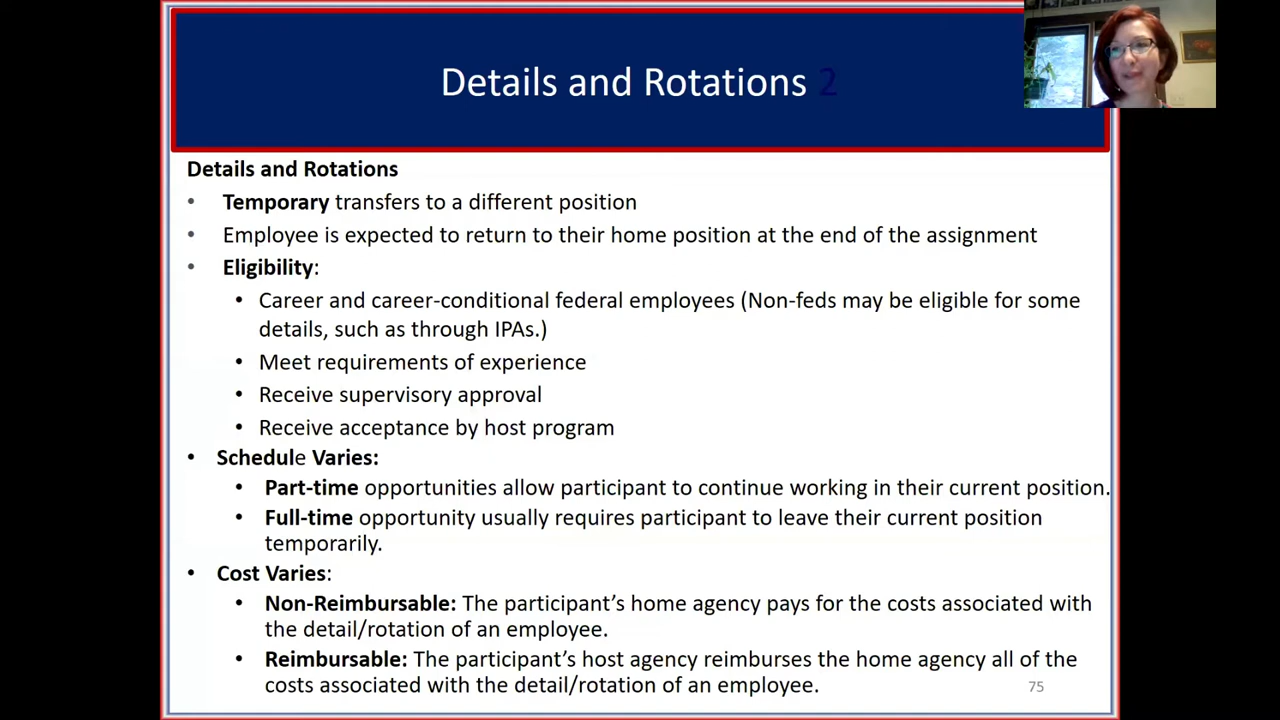 Details and Rotations 2
Details and Rotations
• Temporary transfers to a different position
• Employee is expected to return to their home position at the end of the assignment
• Eligibility:
• Career and career-conditional federal employees (Non-feds may be eligible for some
details, such as through IPAs.)
• Meet requirements of experience
• Receive supervisory approval
• Receive acceptance by host program
• Schedule Varies:
• Part-time opportunities allow participant to continue working in their current position.
• Full-time opportunity usually requires participant to leave their current position
temporarily.
• Cost Varies:
• Non-Reimbursable: The participant’s home agency pays for the costs associated with
the detail/rotation of an employee.
• Reimbursable: The participant’s host agency reimburses the home agency all of the
costs associated with the detail/rotation of an employee.
75